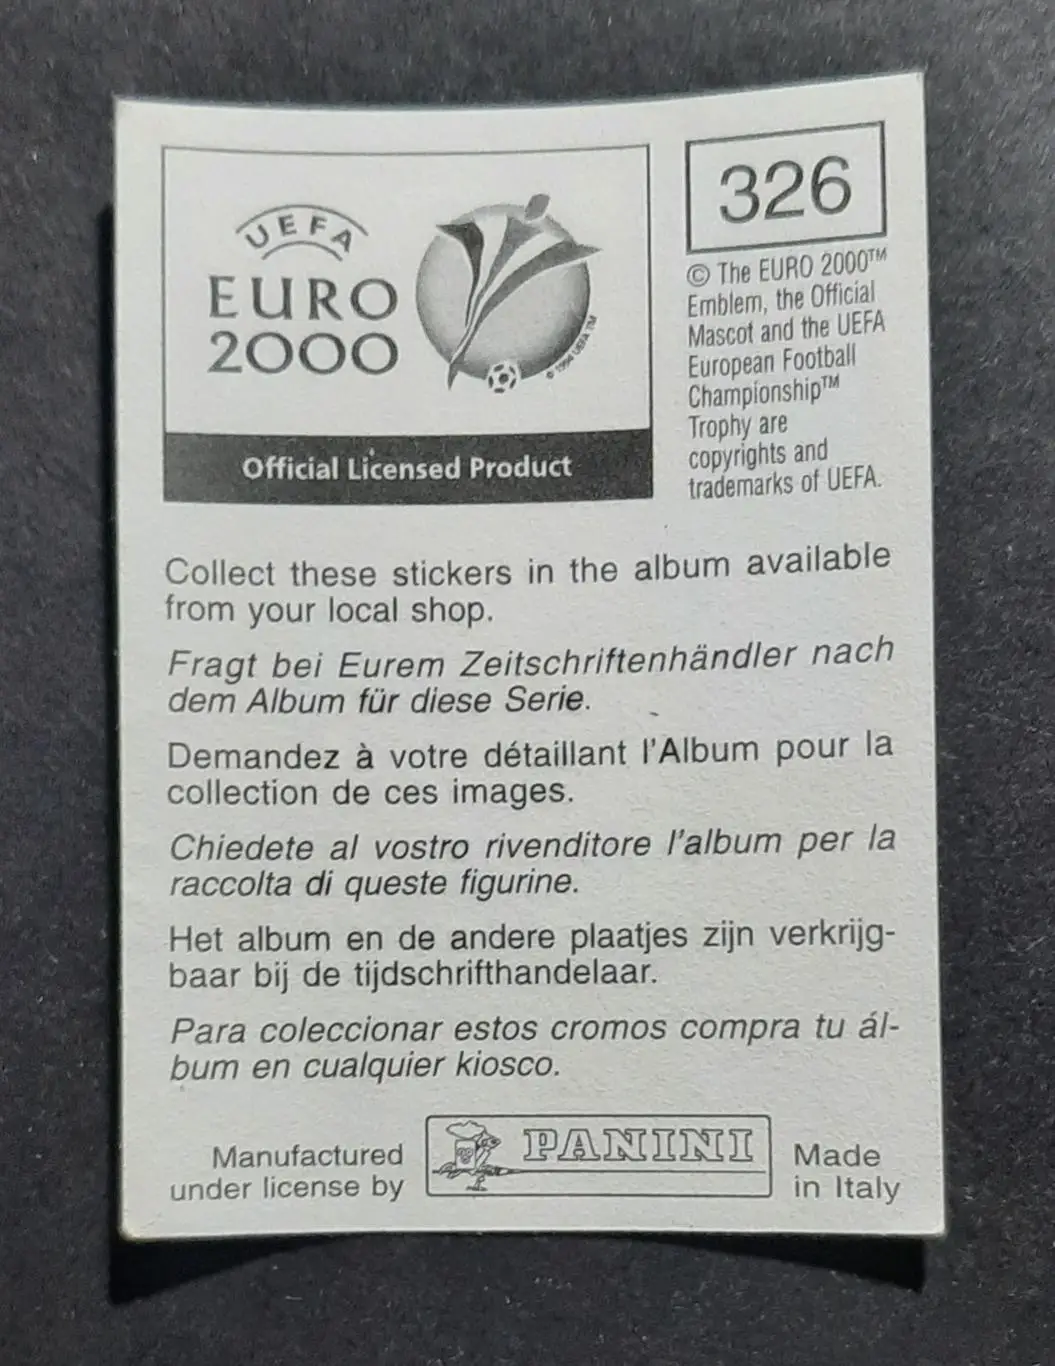 UEFA
EURO
2000
© 1994 UEFA TM
Official Licensed Product
326
© The EURO 2000™
Emblem, the Official
Mascot and the UEFA
European Football
Championship™
Trophy are
copyrights and
trademarks of UEFA.
Collect these stickers in the album available
from your local shop.
Fragt bei Eurem Zeitschriftenhändler nach
dem Album für diese Serie.
Demandez à votre détaillant l'Album pour la
collection de ces images.
Chiedete al vostro rivenditore l'album per la
raccolta di queste figurine.
Het album en de andere plaatjes zijn verkrijg-
baar bij de tijdschrifthandelaar.
Para coleccionar estos cromos compra tu ál-
bum en cualquier kiosco.
Manufactured
under license by
PANINI
Made
in Italy